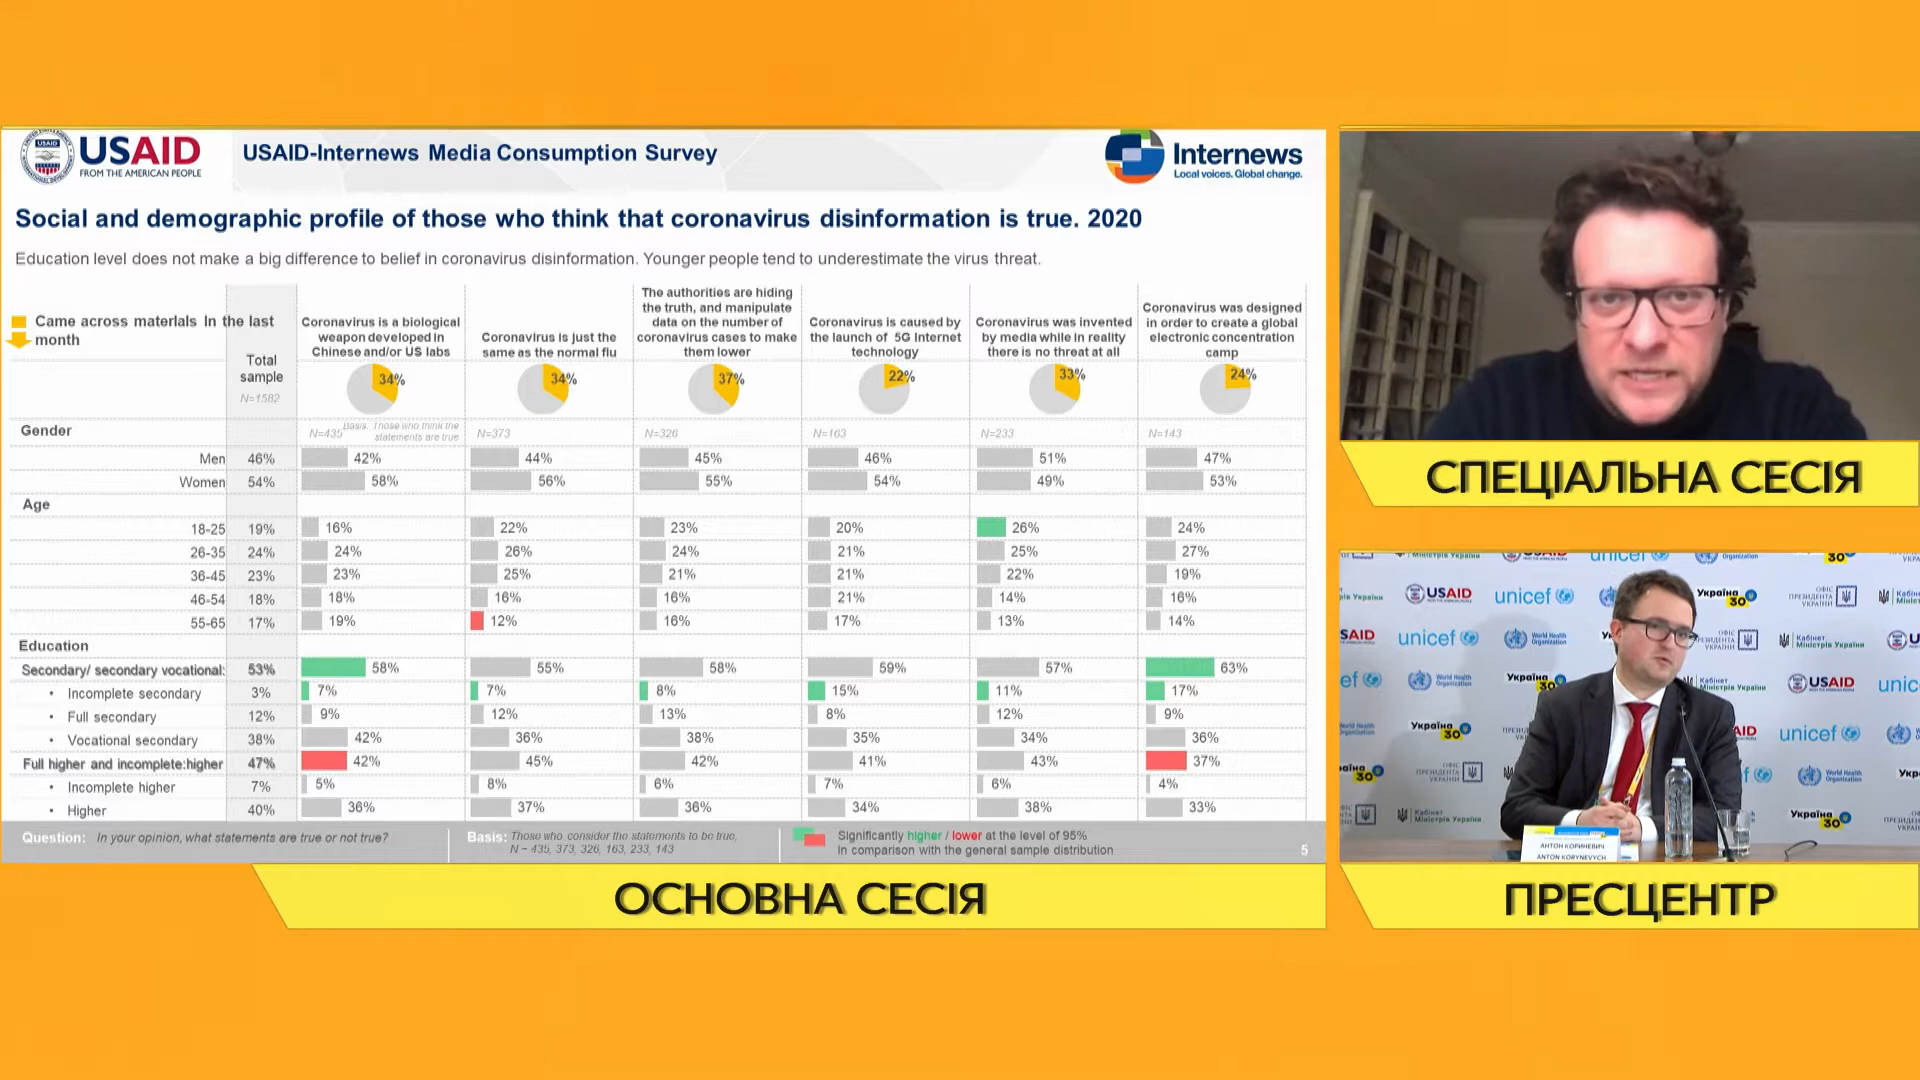 USAID
FROM THE AMERICAN PEOPLE
USAID-Internews Media Consumption Survey
Internews
Local voices. Global change.
Social and demographic profile of those who think that coronavirus disinformation is true. 2020
Education level does not make a big difference to belief in coronavirus disinformation. Younger people tend to underestimate the virus threat.
Came across materials In the last
month
Total
sample
N=1582
Coronavirus is a biological
weapon developed in
Chinese and/or US labs
34%
Coronavirus is just the
same as the normal flu
34%
The authorities are hiding
the truth, and manipulate
data on the number of
coronavirus cases to make
them lower
37%
Coronavirus is caused by
the launch of 5G Internet
technology
22%
Coronavirus was invented
by media while in reality
there is no threat at all
33%
Coronavirus was designed
in order to create a global
electronic concentration
camp
24%
Gender
N=435 Basis. Those who think the
statements are true
N=373 N=326 N=163 N=233 N=143
Men 46% 42% 44% 45% 46% 51% 47%
Women 54% 58% 56% 55% 54% 49% 53%
Age
18-25 19% 16% 22% 23% 20% 26% 24%
26-35 24% 24% 26% 24% 21% 25% 27%
36-45 23% 23% 25% 21% 21% 22% 19%
46-54 18% 18% 16% 16% 21% 14% 16%
55-65 17% 19% 12% 16% 17% 13% 14%
Education
Secondary/ secondary vocational: 53% 58% 55% 58% 59% 57% 63%
• Incomplete secondary 3% 7% 7% 8% 15% 11% 17%
• Full secondary 12% 9% 12% 13% 8% 12% 9%
• Vocational secondary 38% 42% 36% 38% 35% 34% 36%
Full higher and incomplete:higher 47% 42% 45% 42% 41% 43% 37%
• Incomplete higher 7% 5% 8% 6% 7% 6% 4%
• Higher 40% 36% 37% 36% 34% 38% 33%
Question: In your opinion, what statements are true or not true?
Basis: Those who consider the statements to be true,
N – 435, 373, 326, 163, 233, 143
Significantly higher / lower at the level of 95%
In comparison with the general sample distribution
5
ОСНОВНА СЕСІЯ
СПЕЦІАЛЬНА СЕСІЯ
USAID
unicef
World Health
Organization
Україна
30
ОФІС
ПРЕЗИДЕНТА
УКРАЇНИ
Кабінет
Міністрів України
АНТОН КОРИНЕВИЧ
ANTON KORYNEVYCH
ПРЕСЦЕНТР